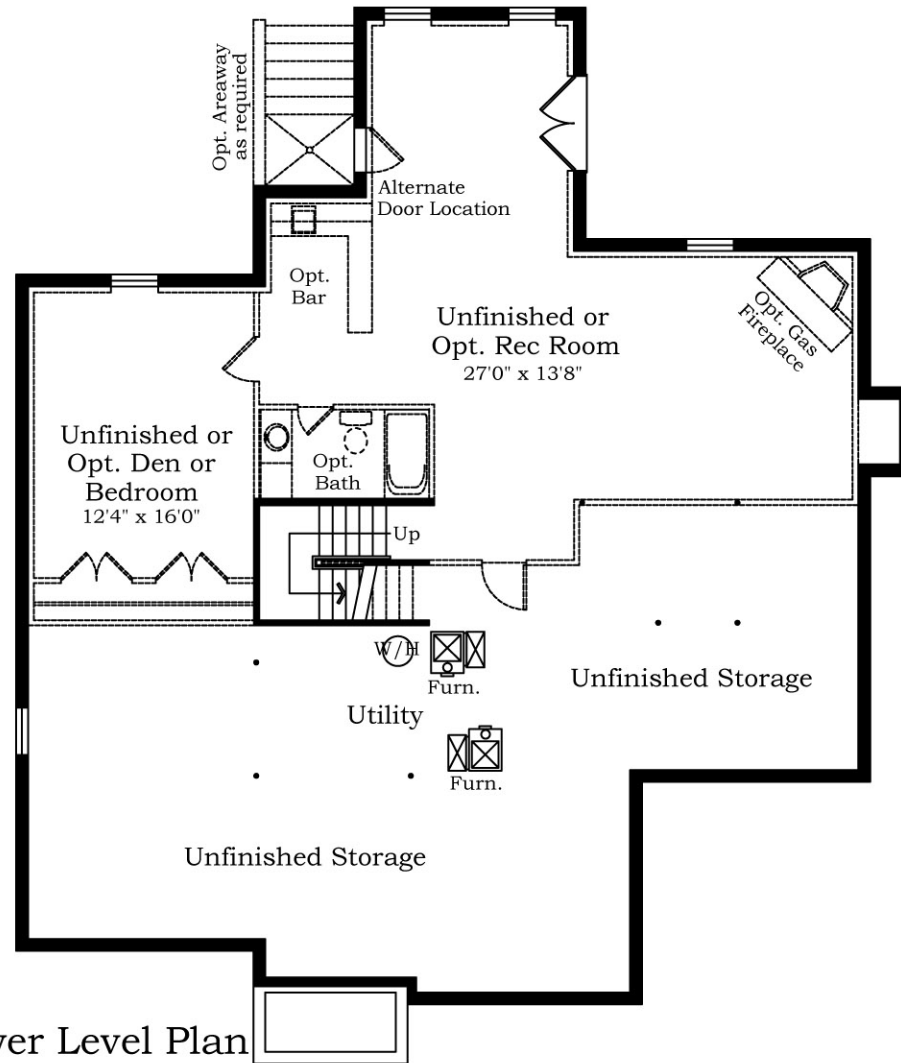 Opt. Areaway
as required
Alternate
Door Location
Opt.
Bar
Unfinished or
Opt. Rec Room
27'0" x 13'8"
Opt. Gas
Fireplace
Unfinished or
Opt. Den or
Bedroom
12'4" x 16'0"
Opt.
Bath
Up
W/H
Furn.
Unfinished Storage
Utility
Furn.
Unfinished Storage
Level Plan